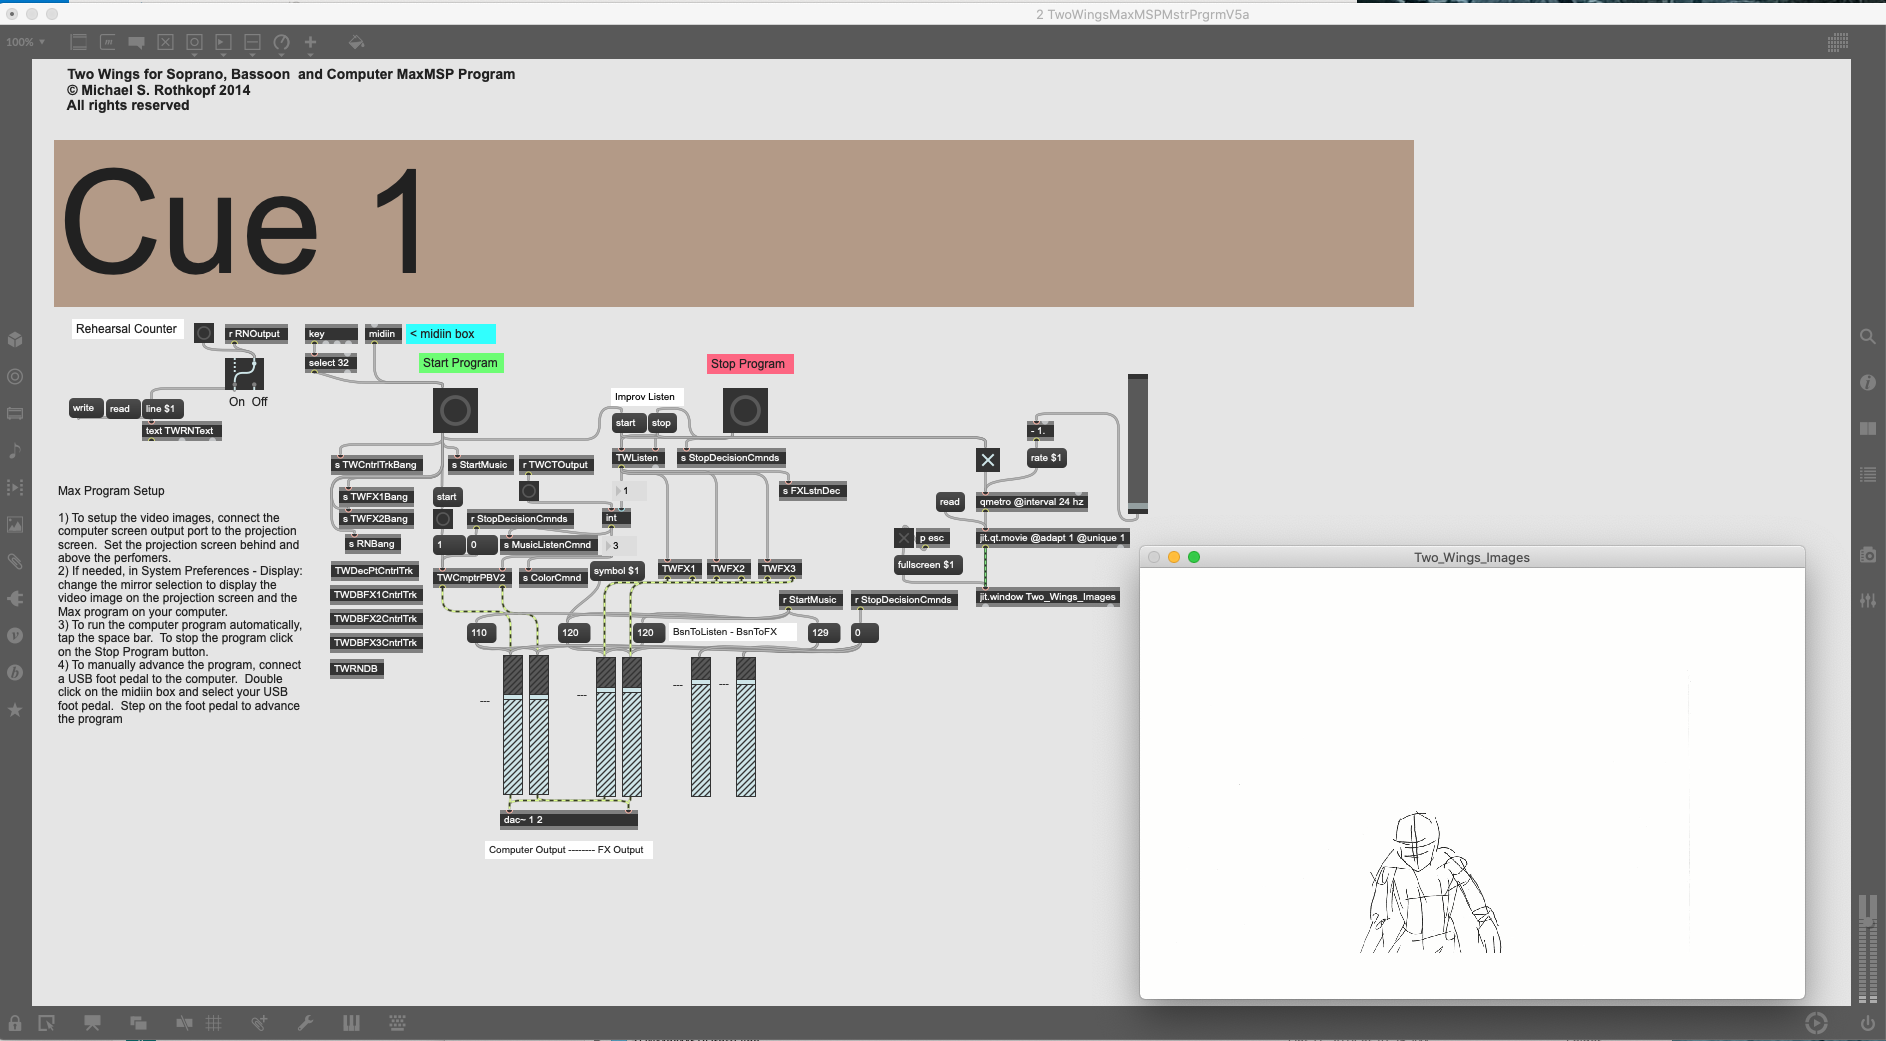 2 TwoWingsMaxMSPMstrPrgrmV5a
100%
Two Wings for Soprano, Bassoon  and Computer MaxMSP Program
© Michael S. Rothkopf 2014
All rights reserved
Cue 1
Rehearsal Counter
r RNOutput
key
midiin
< midiin box
select 32
Start Program
Stop Program
On
Off
write
read
line $1
text TWRNText
Improv Listen
start
stop
- 1.
rate $1
s TWCntrlTrkBang
s StartMusic
r TWCTOutput
TWListen
s StopDecisionCmnds
s TWFX1Bang
start
1
s FXLstnDec
read
qmetro @interval 24 hz
s TWFX2Bang
r StopDecisionCmnds
int
s RNBang
1
0
s MusicListenCmnd
3
p esc
jit.qt.movie @adapt 1 @unique 1
TWDecPtCntrlTrk
TWCmptrPBV2
s ColorCmnd
symbol $1
TWFX1
TWFX2
TWFX3
fullscreen $1
TWDBFX1CntrlTrk
r StartMusic
r StopDecisionCmnds
jit.window Two_Wings_Images
TWDBFX2CntrlTrk
110
120
120
BsnToListen - BsnToFX
129
0
TWDBFX3CntrlTrk
TWRNDB
Max Program Setup
1) To setup the video images, connect the
computer screen output port to the projection
screen.  Set the projection screen behind and
above the perfomers.
2) If needed, in System Preferences - Display:
change the mirror selection to display the
video image on the projection screen and the
Max program on your computer.
3) To run the computer program automatically,
tap the space bar.  To stop the program click
on the Stop Program button.
4) To manually advance the program, connect
a USB foot pedal to the computer.  Double
click on the midiin box and select your USB
foot pedal.  Step on the foot pedal to advance
the program
---
---
---
---
dac~ 1 2
Computer Output -------- FX Output
Two_Wings_Images